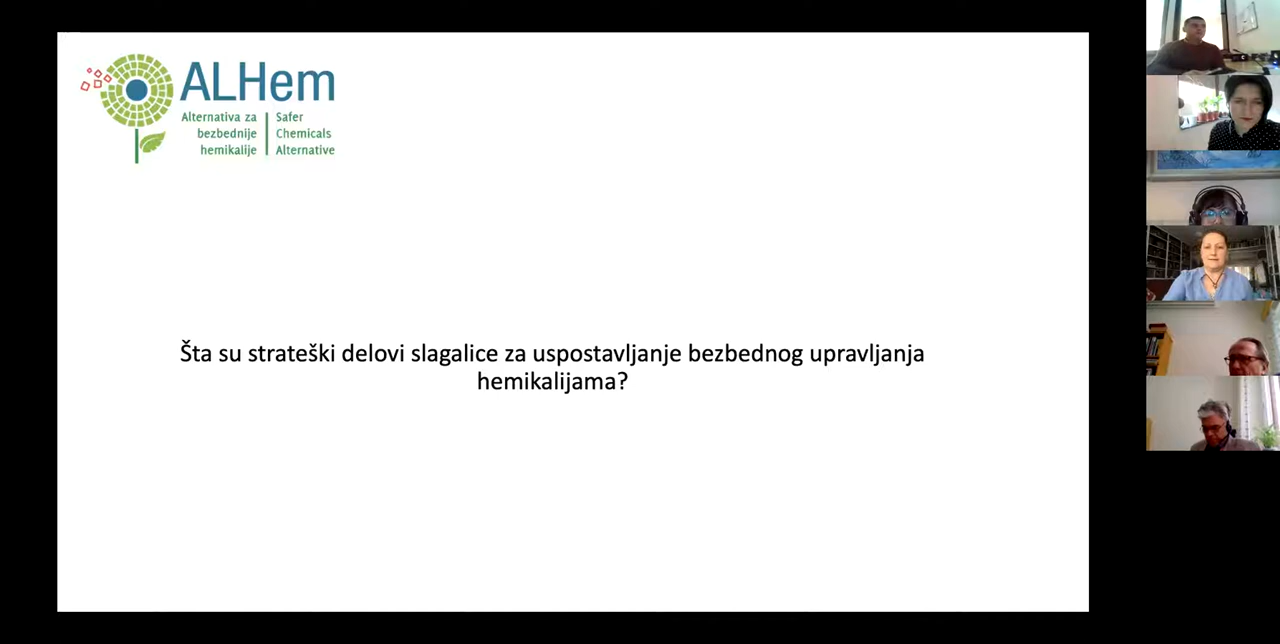 ALHem
Alternativa za
bezbednije
hemikalije
Safer
Chemicals
Alternative
Šta su strateški delovi slagalice za uspostavljanje bezbednog upravljanja
hemikalijama?